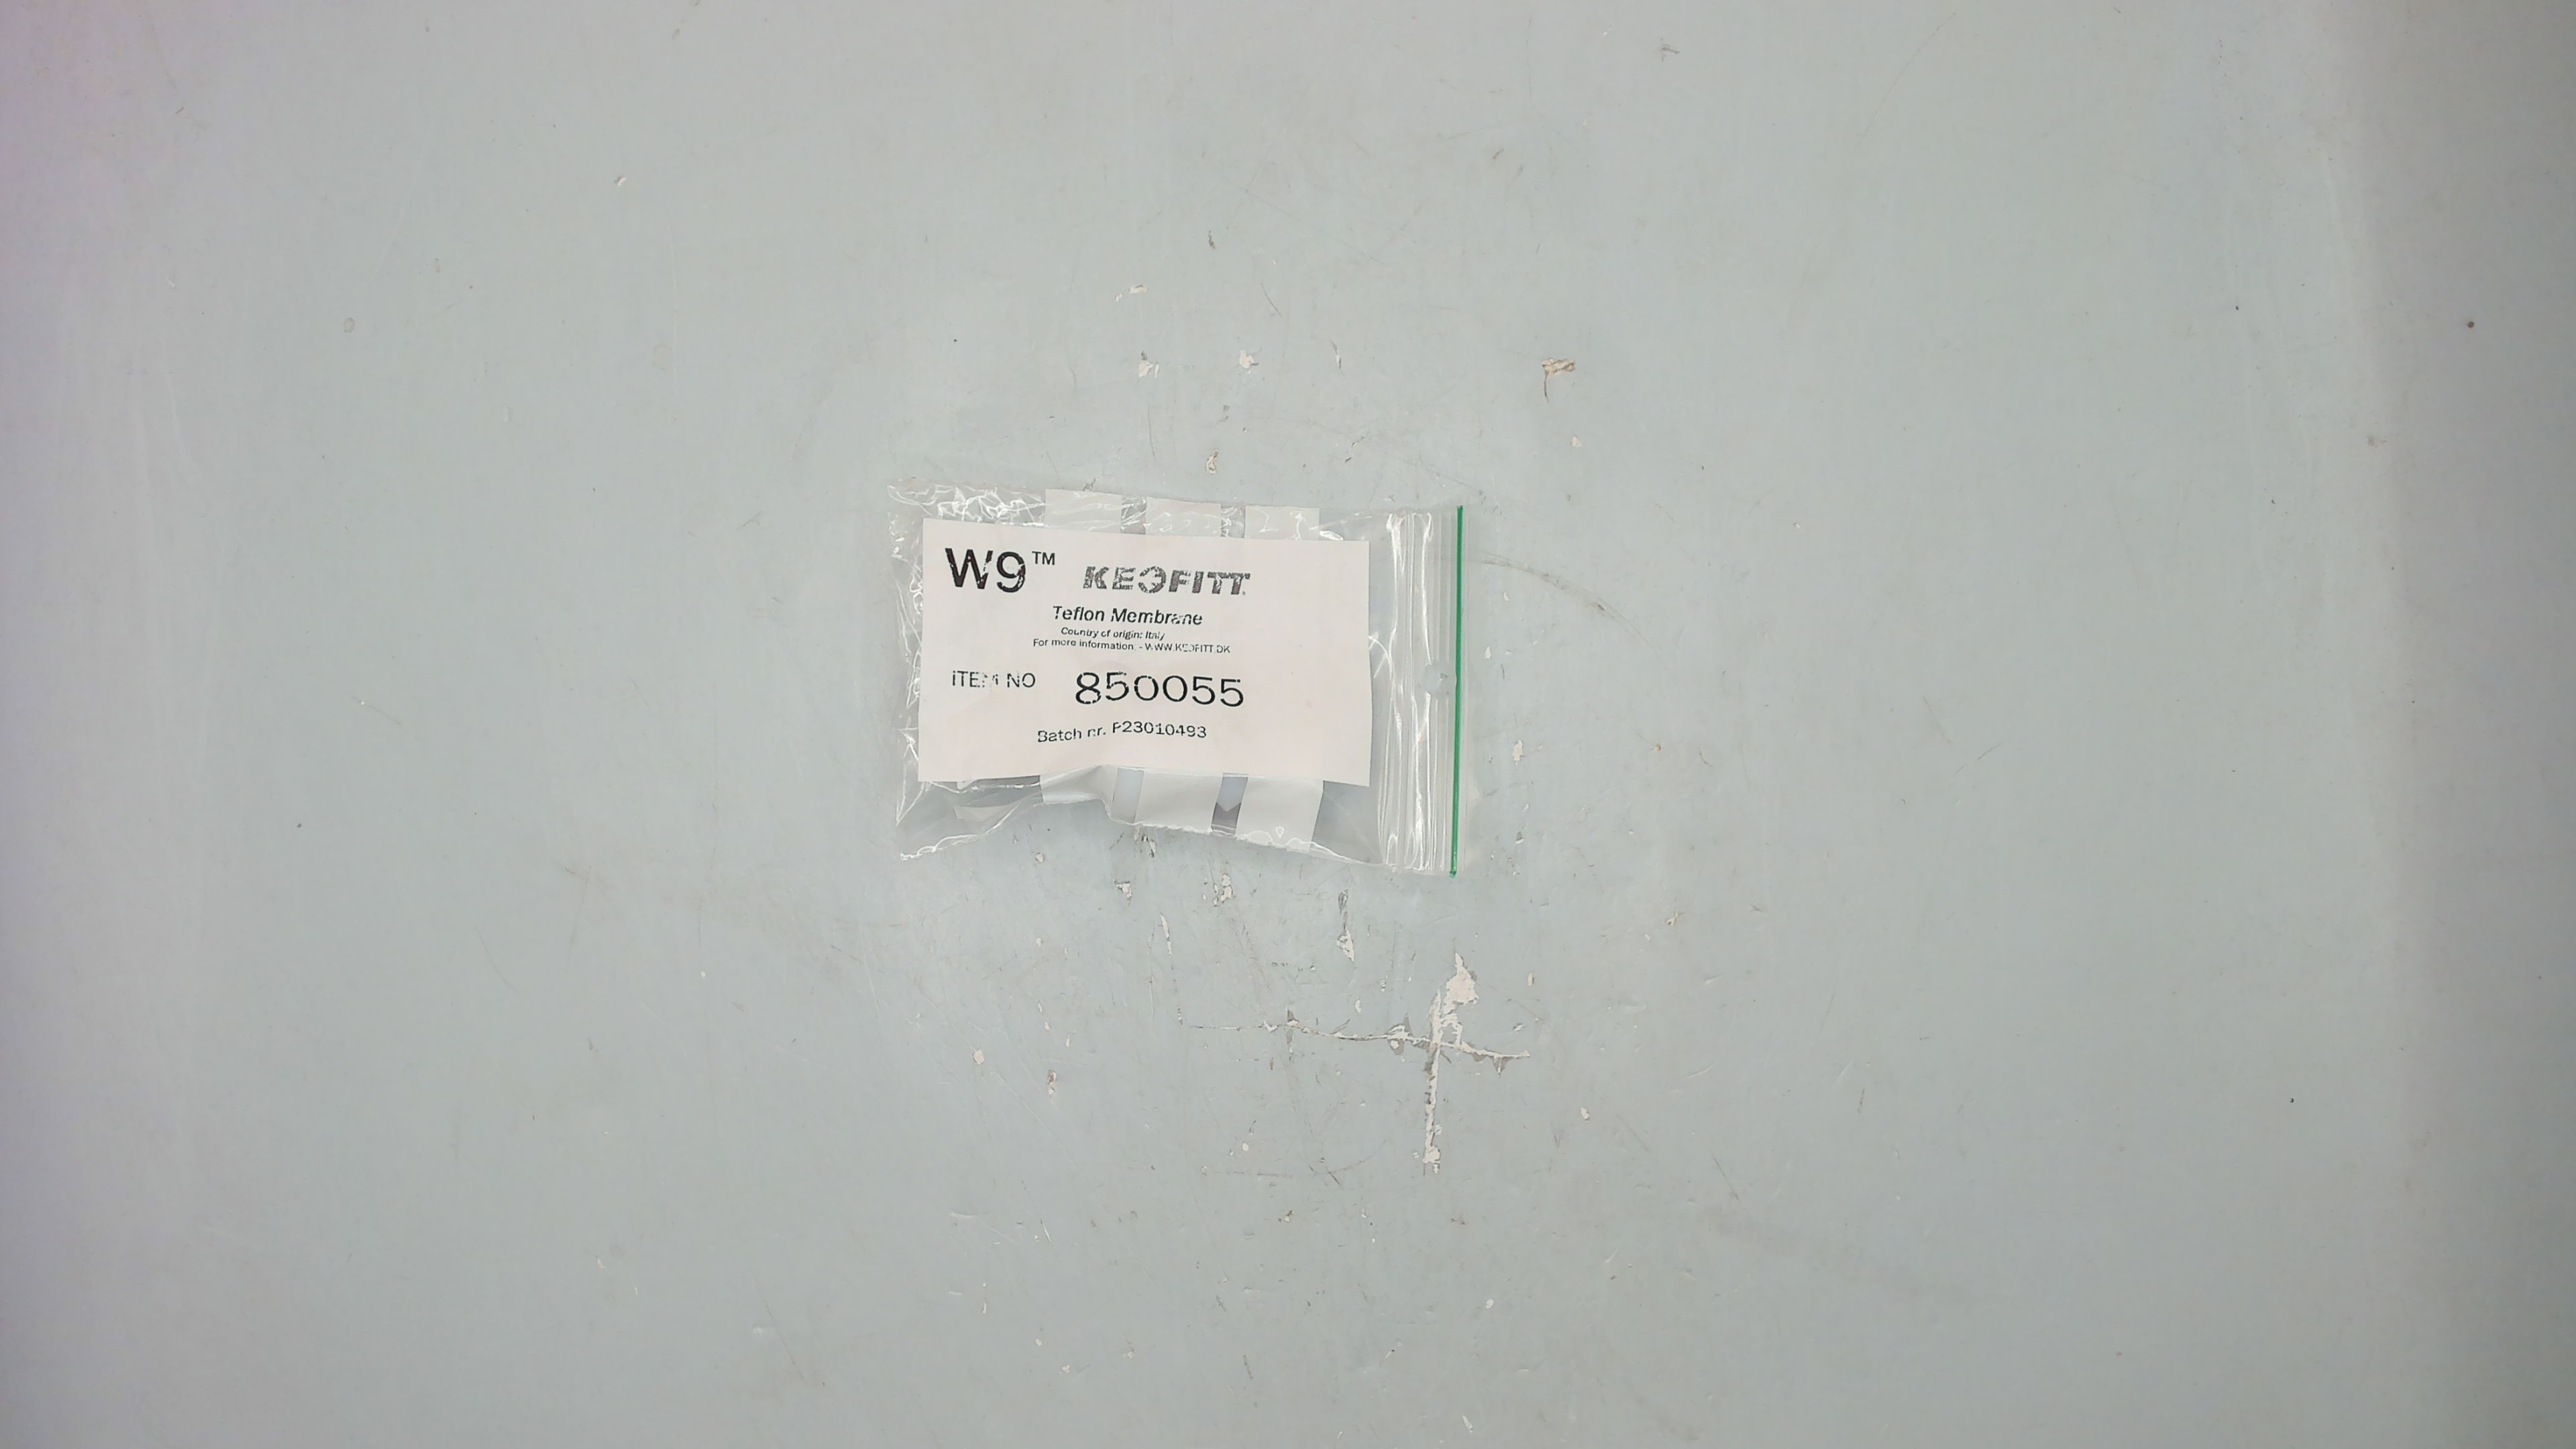 W9™ KEOFITT
Teflon Membrane
Country of origin: Italy
For more information: - WWW.KEOFITT.DK
ITEM NO 850055
Batch nr. P23010493